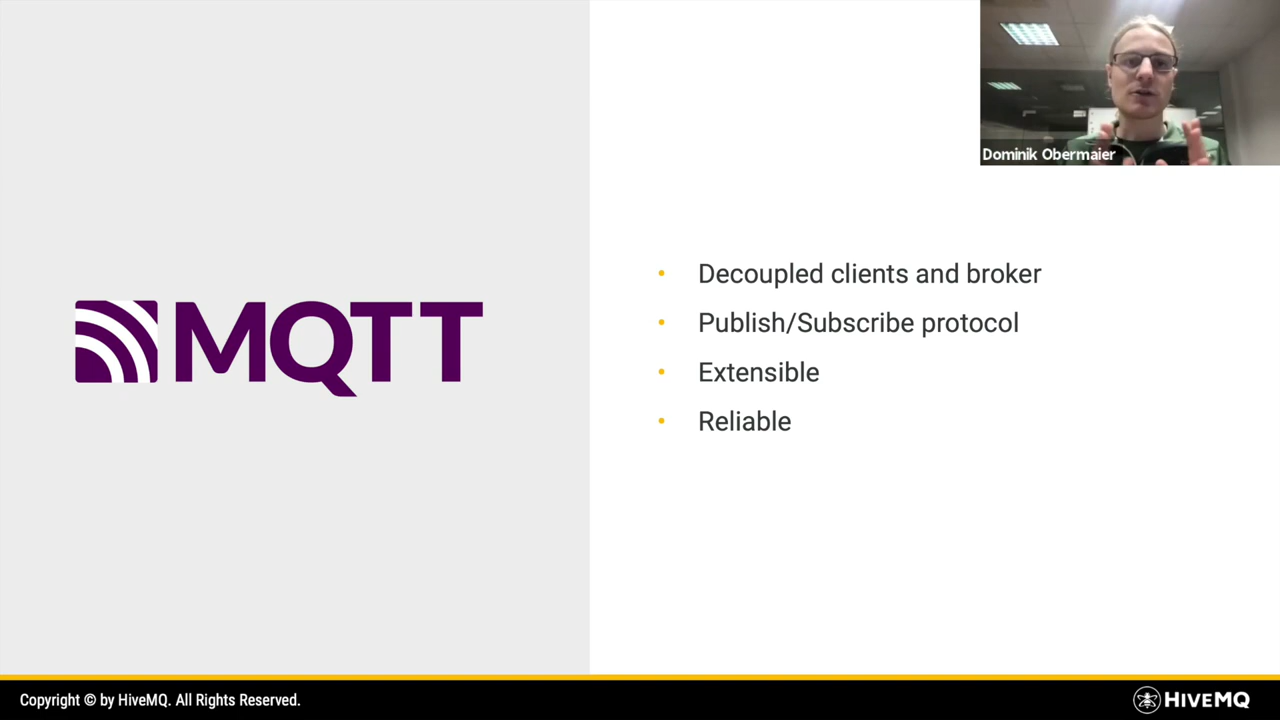 Dominik Obermaier
MQTT
Decoupled clients and broker
Publish/Subscribe protocol
Extensible
Reliable
Copyright © by HiveMQ. All Rights Reserved.
HIVEMQ